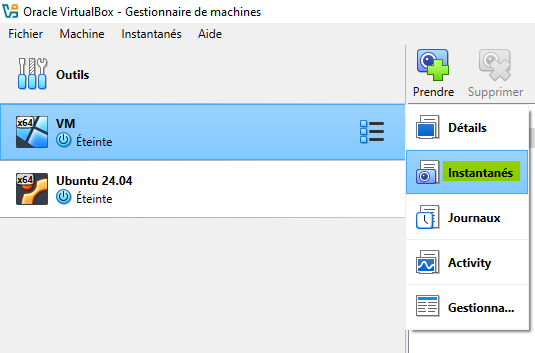 Oracle VirtualBox - Gestionnaire de machines
Fichier Machine Instantanés Aide
Outils
Prendre Supprimer
x64 VM
Éteinte
x64 Ubuntu 24.04
Éteinte
Détails
Instantanés
Journaux
Activity
Gestionna...